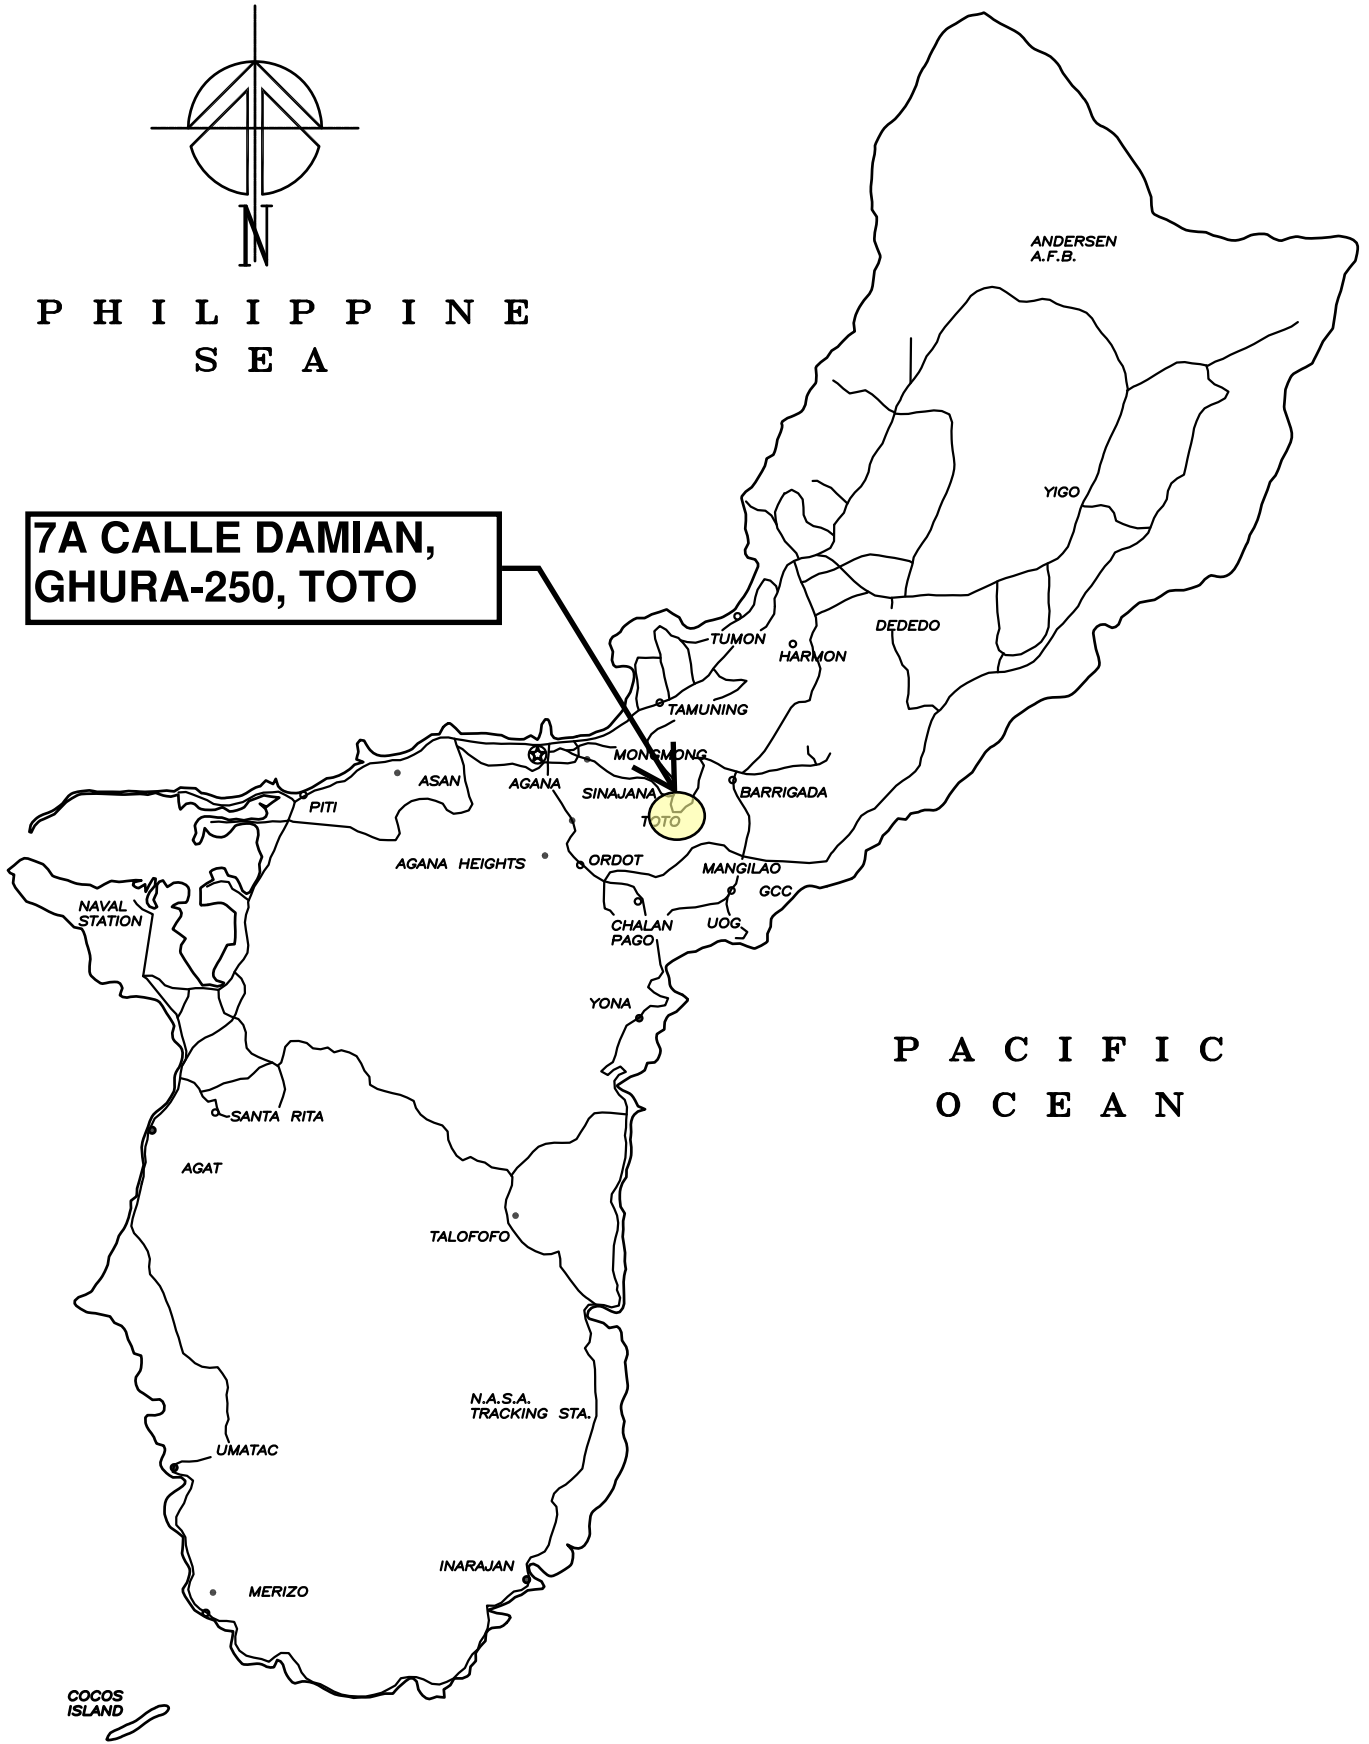 N
PHILIPPINE
SEA
ANDERSEN
A.F.B.
YIGO
7A CALLE DAMIAN,
GHURA-250, TOTO
DEDEDO
TUMON
HARMON
TAMUNING
MONGMONG
ASAN
AGANA
SINAJANA
BARRIGADA
PITI
TOTO
AGANA HEIGHTS
ORDOT
MANGILAO
GCC
NAVAL
STATION
CHALAN
PAGO
UOG
YONA
PACIFIC
OCEAN
SANTA RITA
AGAT
TALOFOFO
N.A.S.A.
TRACKING STA.
UMATAC
INARAJAN
MERIZO
COCOS
ISLAND